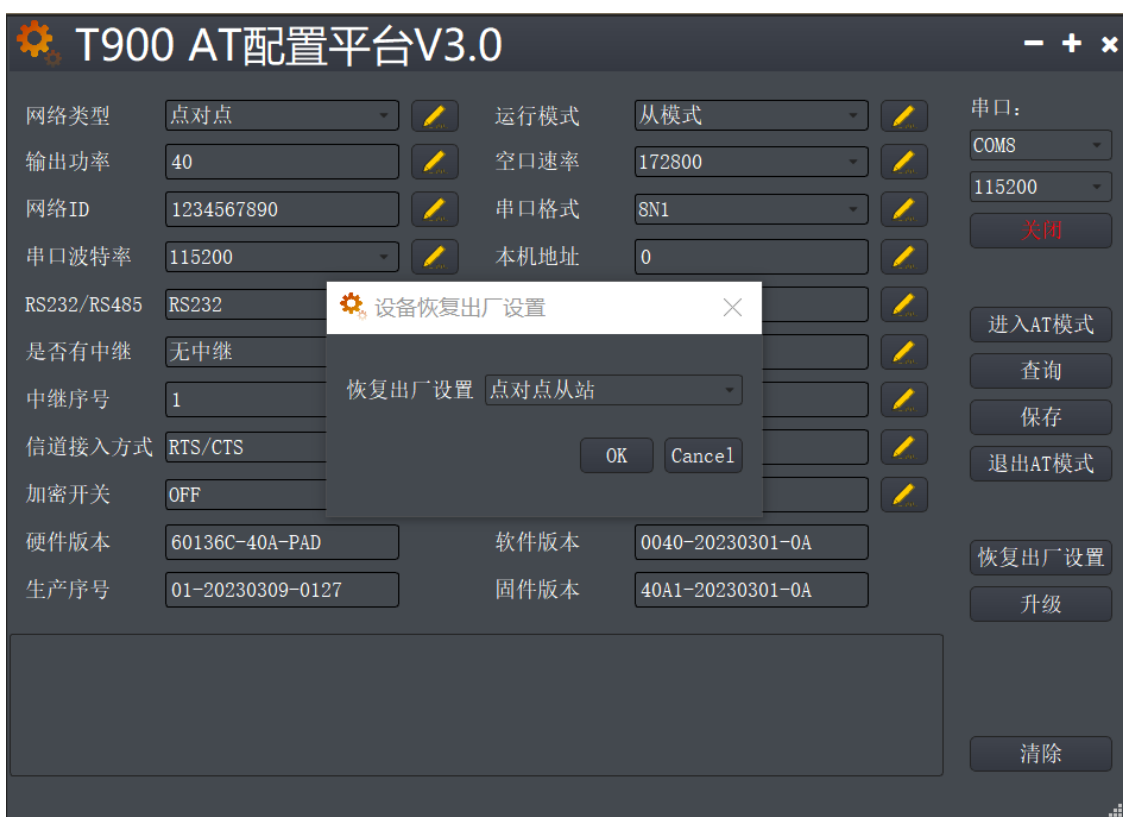 T900 AT配置平台V3.0
网络类型 点对点 运行模式 从模式 串口：
输出功率 40 空口速率 172800 COM8
网络ID 1234567890 串口格式 8N1 115200
关闭
串口波特率 115200 本机地址 0
RS232/RS485 RS232
设备恢复出厂设置
进入AT模式
是否有中继 无中继
查询
恢复出厂设置 点对点从站
中继序号 1
保存
信道接入方式 RTS/CTS
OK Cancel
退出AT模式
加密开关 OFF
硬件版本 60136C-40A-PAD 软件版本 0040-20230301-0A
恢复出厂设置
生产序号 01-20230309-0127 固件版本 40A1-20230301-0A
升级
清除